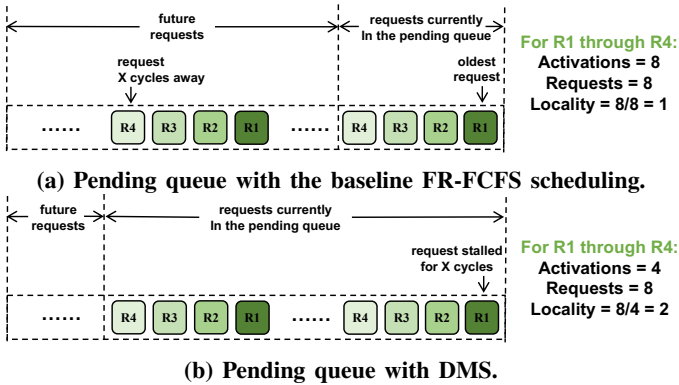 future
requests
requests currently
In the pending queue
request
X cycles away
oldest
request
...... R4 R3 R2 R1 ...... R4 R3 R2 R1
For R1 through R4:
Activations = 8
Requests = 8
Locality = 8/8 = 1
(a) Pending queue with the baseline FR-FCFS scheduling.
future
requests
requests currently
In the pending queue
request stalled
for X cycles
...... R4 R3 R2 R1 ...... R4 R3 R2 R1
For R1 through R4:
Activations = 4
Requests = 8
Locality = 8/4 = 2
(b) Pending queue with DMS.